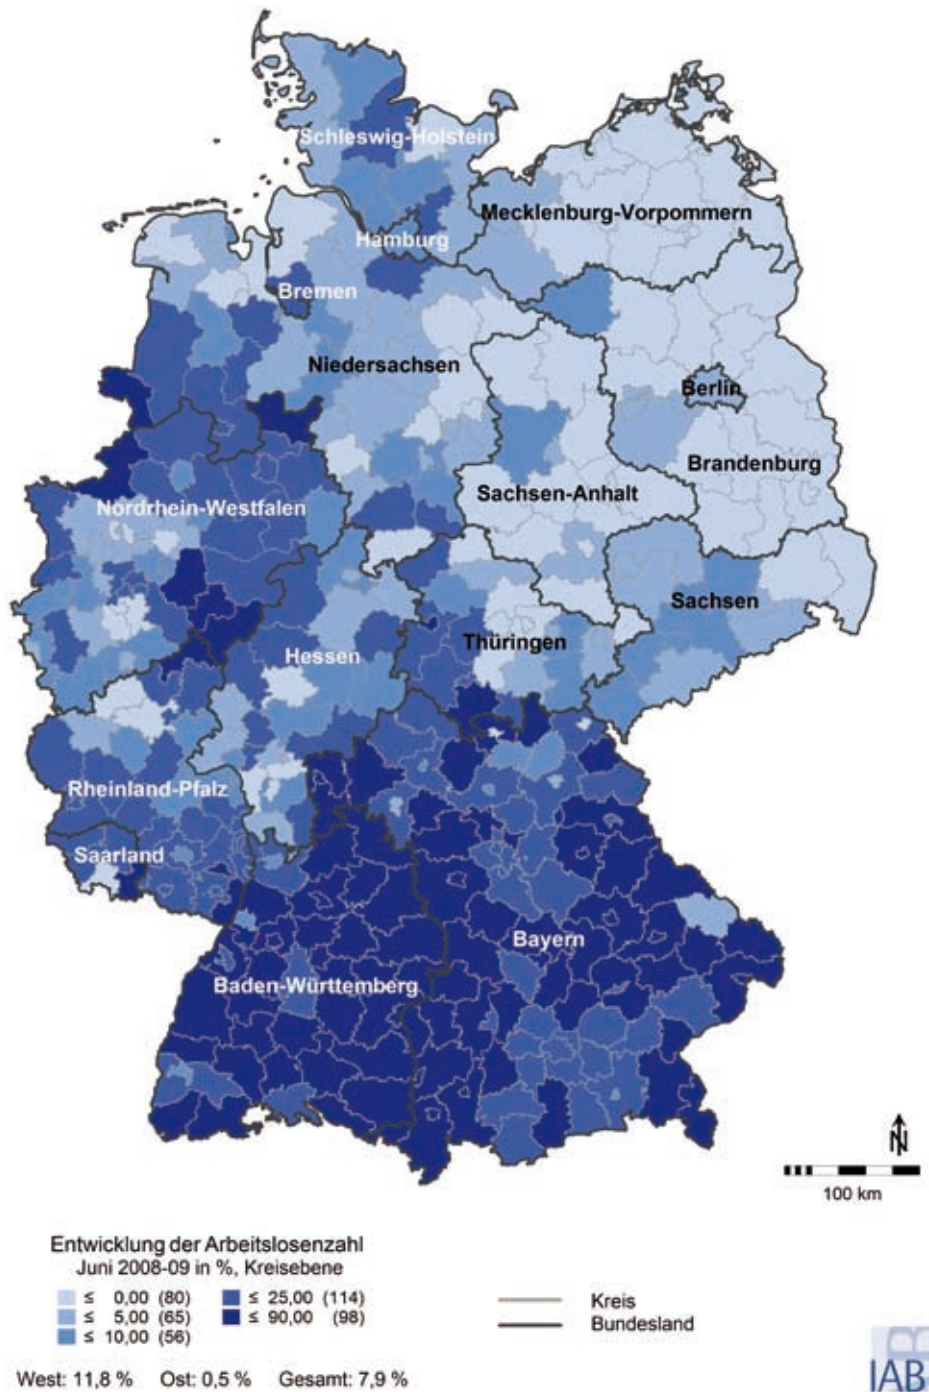 Schleswig-Holstein
Mecklenburg-Vorpommern
Hamburg
Bremen
Niedersachsen
Berlin
Brandenburg
Sachsen-Anhalt
Nordrhein-Westfalen
Sachsen
Thüringen
Hessen
Rheinland-Pfalz
Saarland
Bayern
Baden-Württemberg
N
100 km
Entwicklung der Arbeitslosenzahl
Juni 2008-09 in %, Kreisebene
≤ 0,00 (80)
≤ 5,00 (65)
≤ 10,00 (56)
≤ 25,00 (114)
≤ 90,00 (98)
Kreis
Bundesland
West: 11,8 % Ost: 0,5 % Gesamt: 7,9 %
IAB